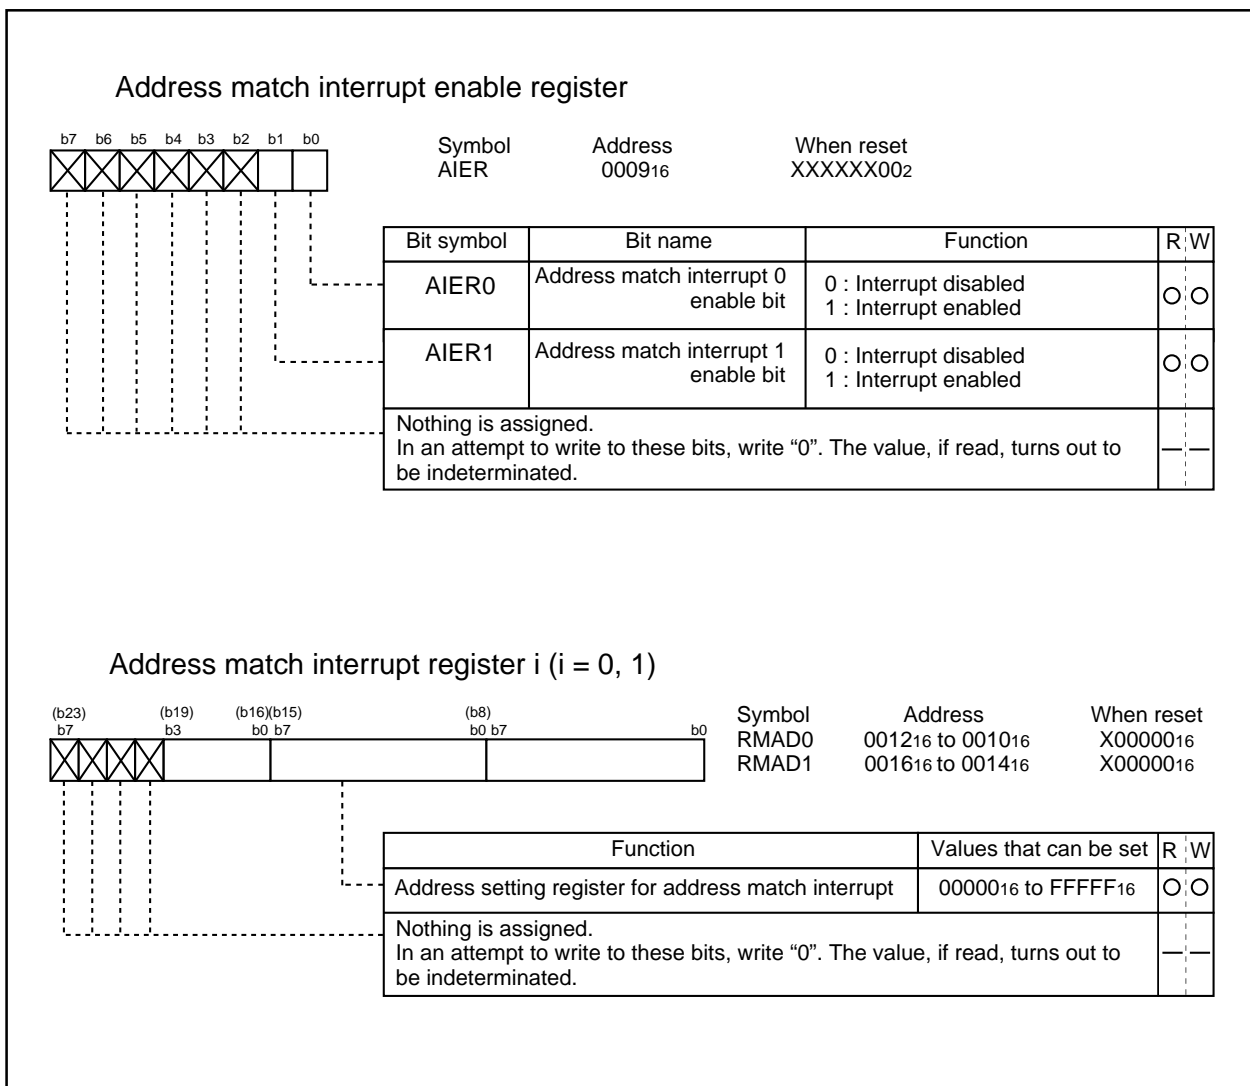 Address match interrupt enable register
b7 b6 b5 b4 b3 b2 b1 b0
Symbol Address When reset
AIER 000916 XXXXXX002
Bit symbol Bit name Function R W
AIER0 Address match interrupt 0 enable bit 0 : Interrupt disabled
1 : Interrupt enabled
AIER1 Address match interrupt 1 enable bit 0 : Interrupt disabled
1 : Interrupt enabled
Nothing is assigned.
In an attempt to write to these bits, write “0”. The value, if read, turns out to
be indeterminated.
Address match interrupt register i (i = 0, 1)
(b23) (b19) (b16)(b15) (b8)
b7 b3 b0 b7 b0 b7 b0
Symbol Address When reset
RMAD0 001216 to 001016 X0000016
RMAD1 001616 to 001416 X0000016
Function Values that can be set R W
Address setting register for address match interrupt 0000016 to FFFFF16
Nothing is assigned.
In an attempt to write to these bits, write “0”. The value, if read, turns out to
be indeterminated.